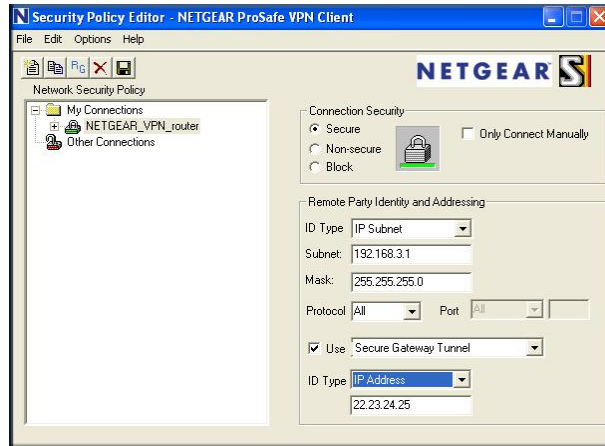 Security Policy Editor - NETGEAR ProSafe VPN Client
File Edit Options Help
NETGEAR
Network Security Policy
My Connections
NETGEAR_VPN_router
Other Connections
Connection Security
Secure
Non-secure
Block
Only Connect Manually
Remote Party Identity and Addressing
ID Type IP Subnet
Subnet: 192.168.3.1
Mask: 255.255.255.0
Protocol All Port All
Use Secure Gateway Tunnel
ID Type IP Address
22.23.24.25